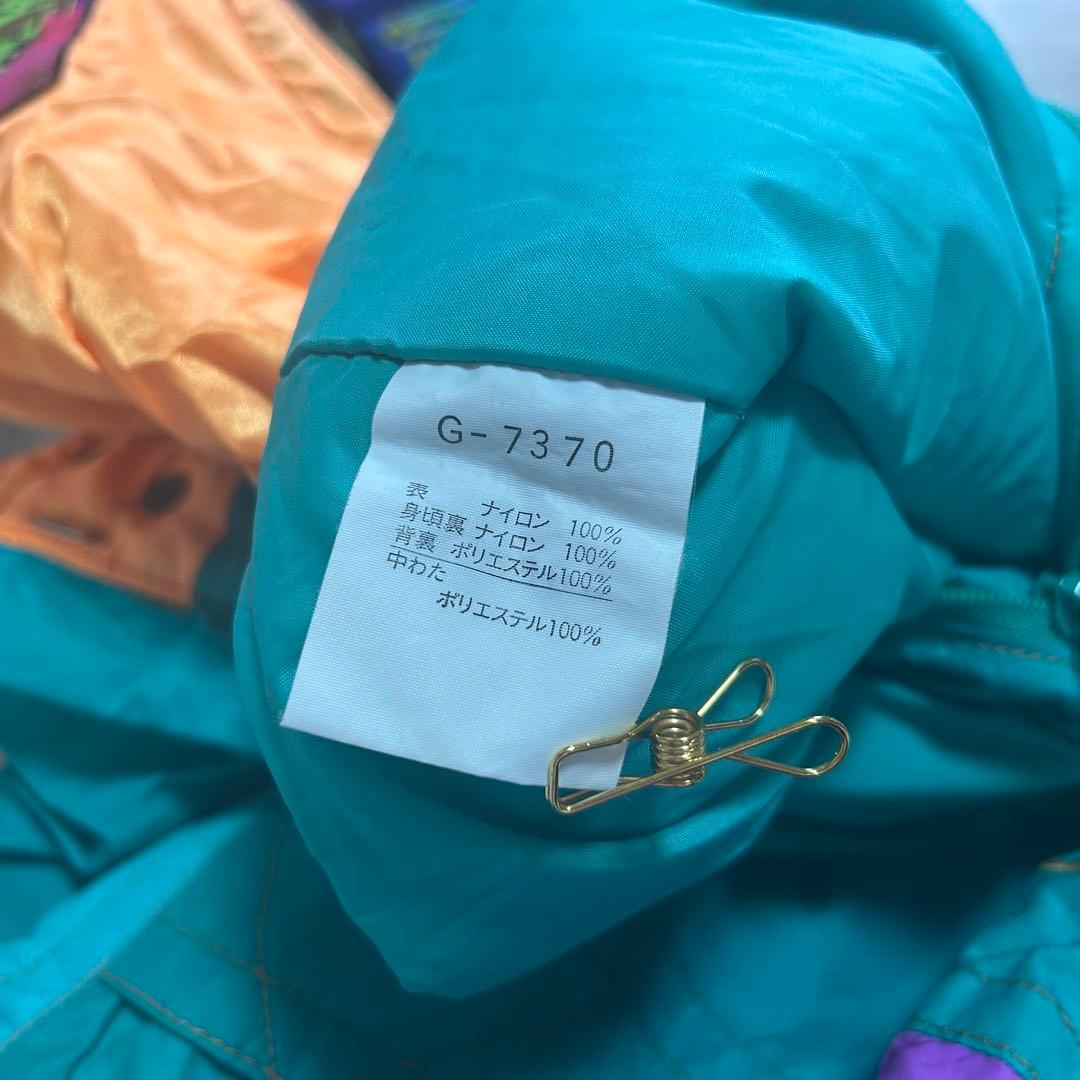 G-7370
表 ナイロン 100%
身頃裏 ナイロン 100%
背裏 ポリエステル100%
中わた
ポリエステル100%